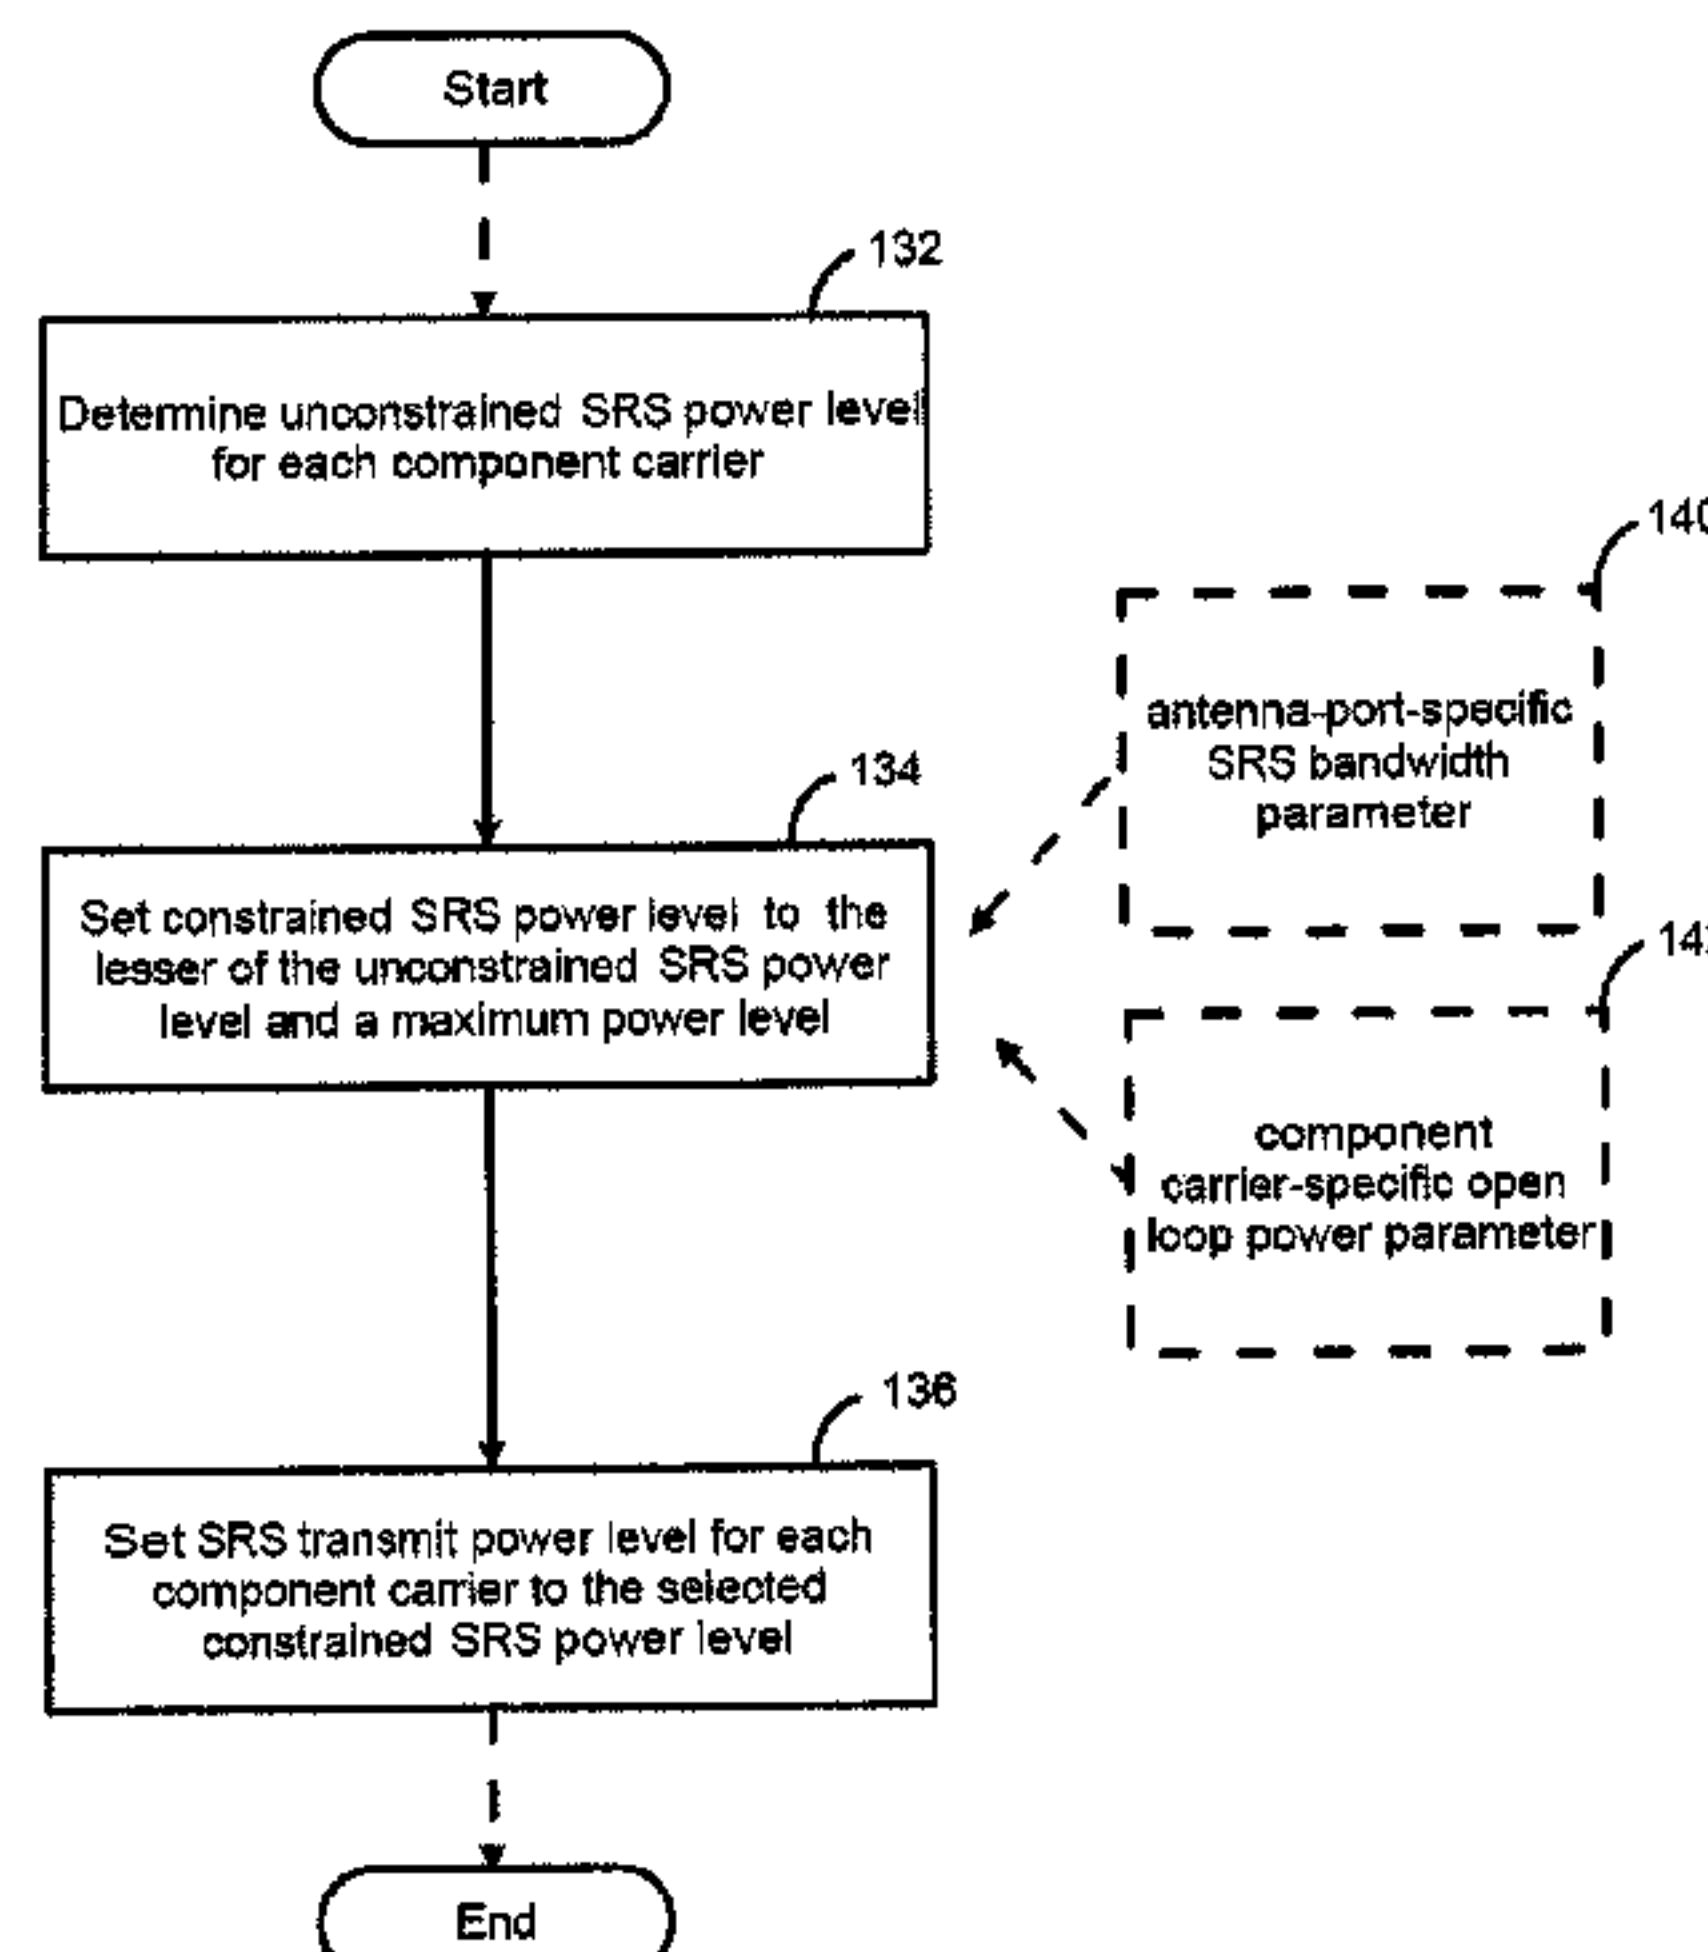 Start
132
Determine unconstrained SRS power level
for each component carrier
140
antenna-port-specific
SRS bandwidth
parameter
134
Set constrained SRS power level to the
lesser of the unconstrained SRS power
level and a maximum power level
component
carrier-specific open
loop power parameter
136
Set SRS transmit power level for each
component carrier to the selected
constrained SRS power level
End